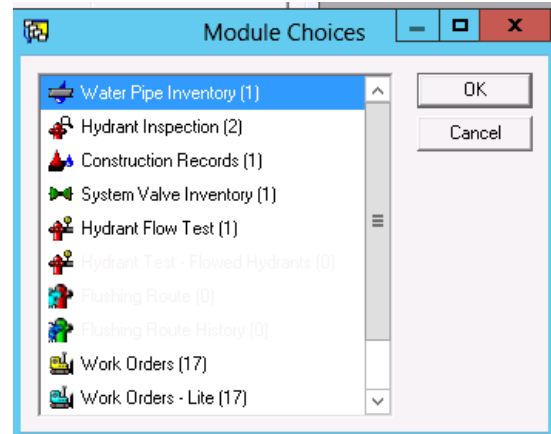 Module Choices
Water Pipe Inventory (1)
OK
Hydrant Inspection (2)
Cancel
Construction Records (1)
System Valve Inventory (1)
Hydrant Flow Test (1)
Hydrant Test - Flowed Hydrants (0)
Flushing Route (0)
Flushing Route History (0)
Work Orders (17)
Work Orders - Lite (17)